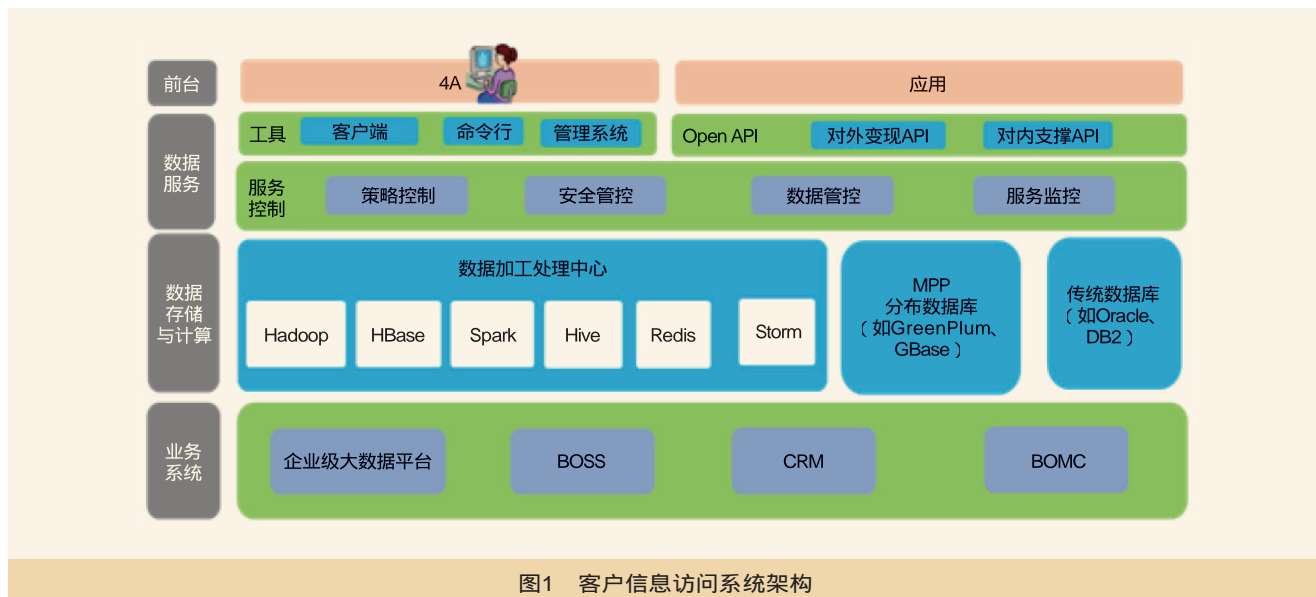 前台
4A
应用
数据
服务
工具
客户端
命令行
管理系统
Open API
对外变现API
对内支撑API
服务
控制
策略控制
安全管控
数据管控
服务监控
数据
存储
与计算
数据加工处理中心
Hadoop
HBase
Spark
Hive
Redis
Storm
MPP
分布数据库
（如GreenPlum、
GBase）
传统数据库
（如Oracle、
DB2）
业务
系统
企业级大数据平台
BOSS
CRM
BOMC
图1 客户信息访问系统架构